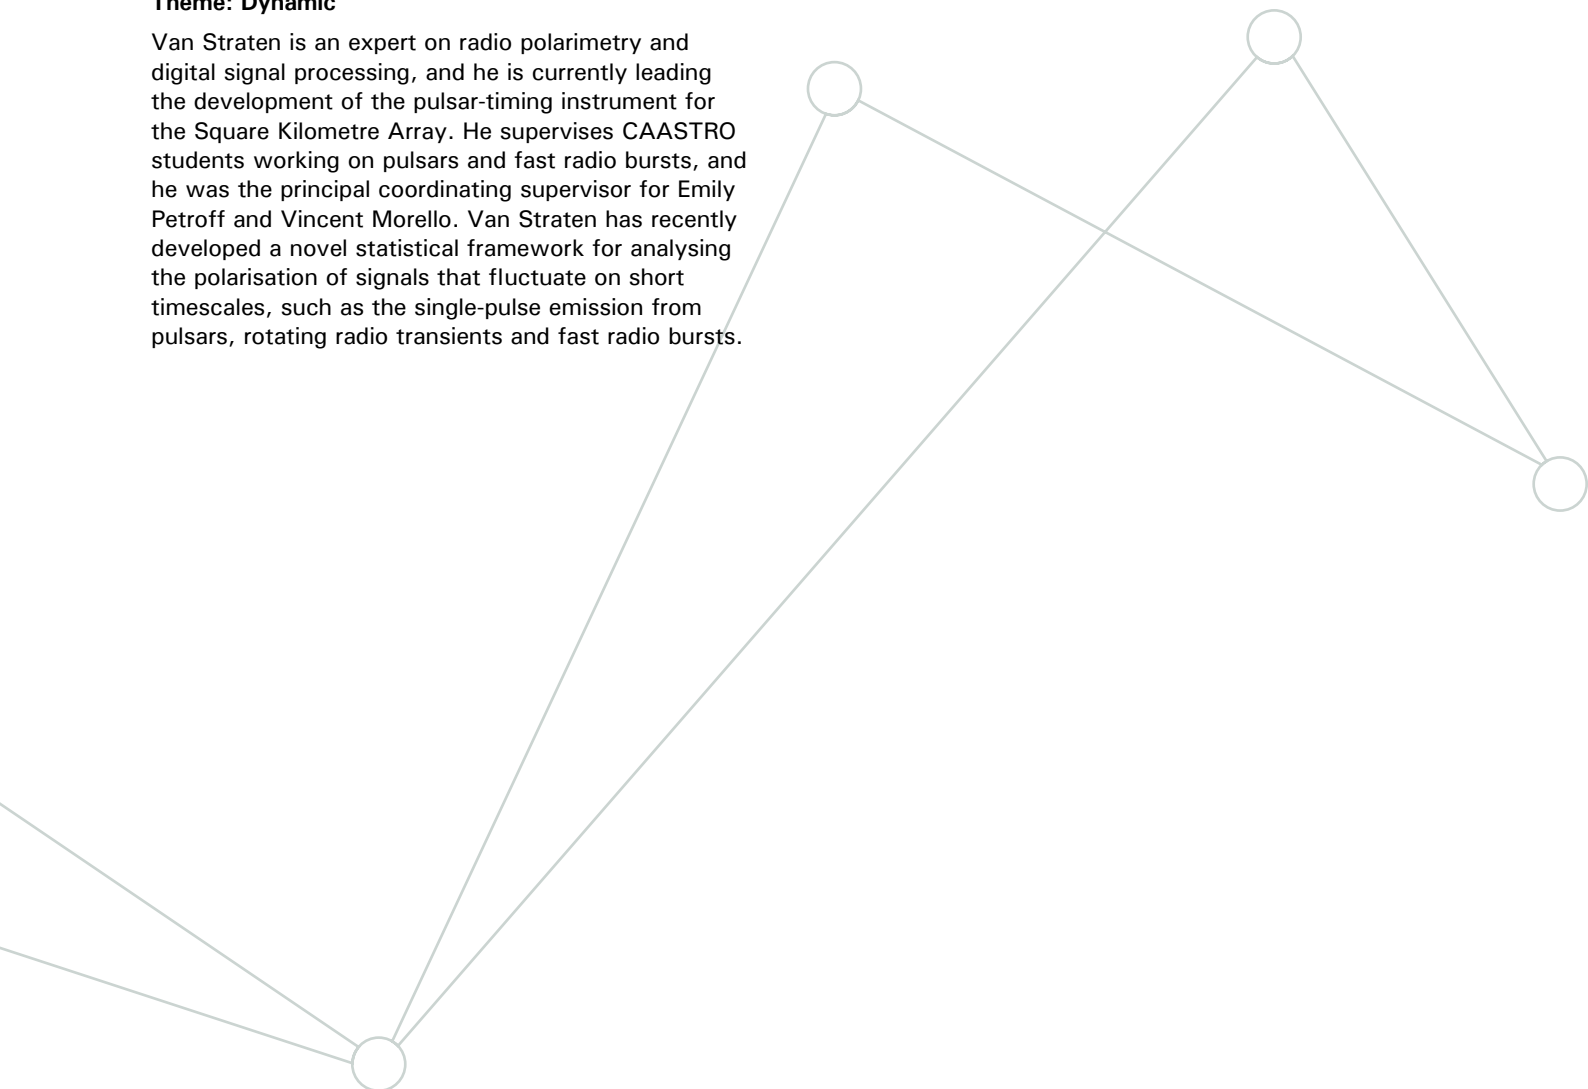 Theme: Dynamic
Van Straten is an expert on radio polarimetry and
digital signal processing, and he is currently leading
the development of the pulsar-timing instrument for
the Square Kilometre Array. He supervises CAASTRO
students working on pulsars and fast radio bursts, and
he was the principal coordinating supervisor for Emily
Petroff and Vincent Morello. Van Straten has recently
developed a novel statistical framework for analysing
the polarisation of signals that fluctuate on short
timescales, such as the single-pulse emission from
pulsars, rotating radio transients and fast radio bursts.